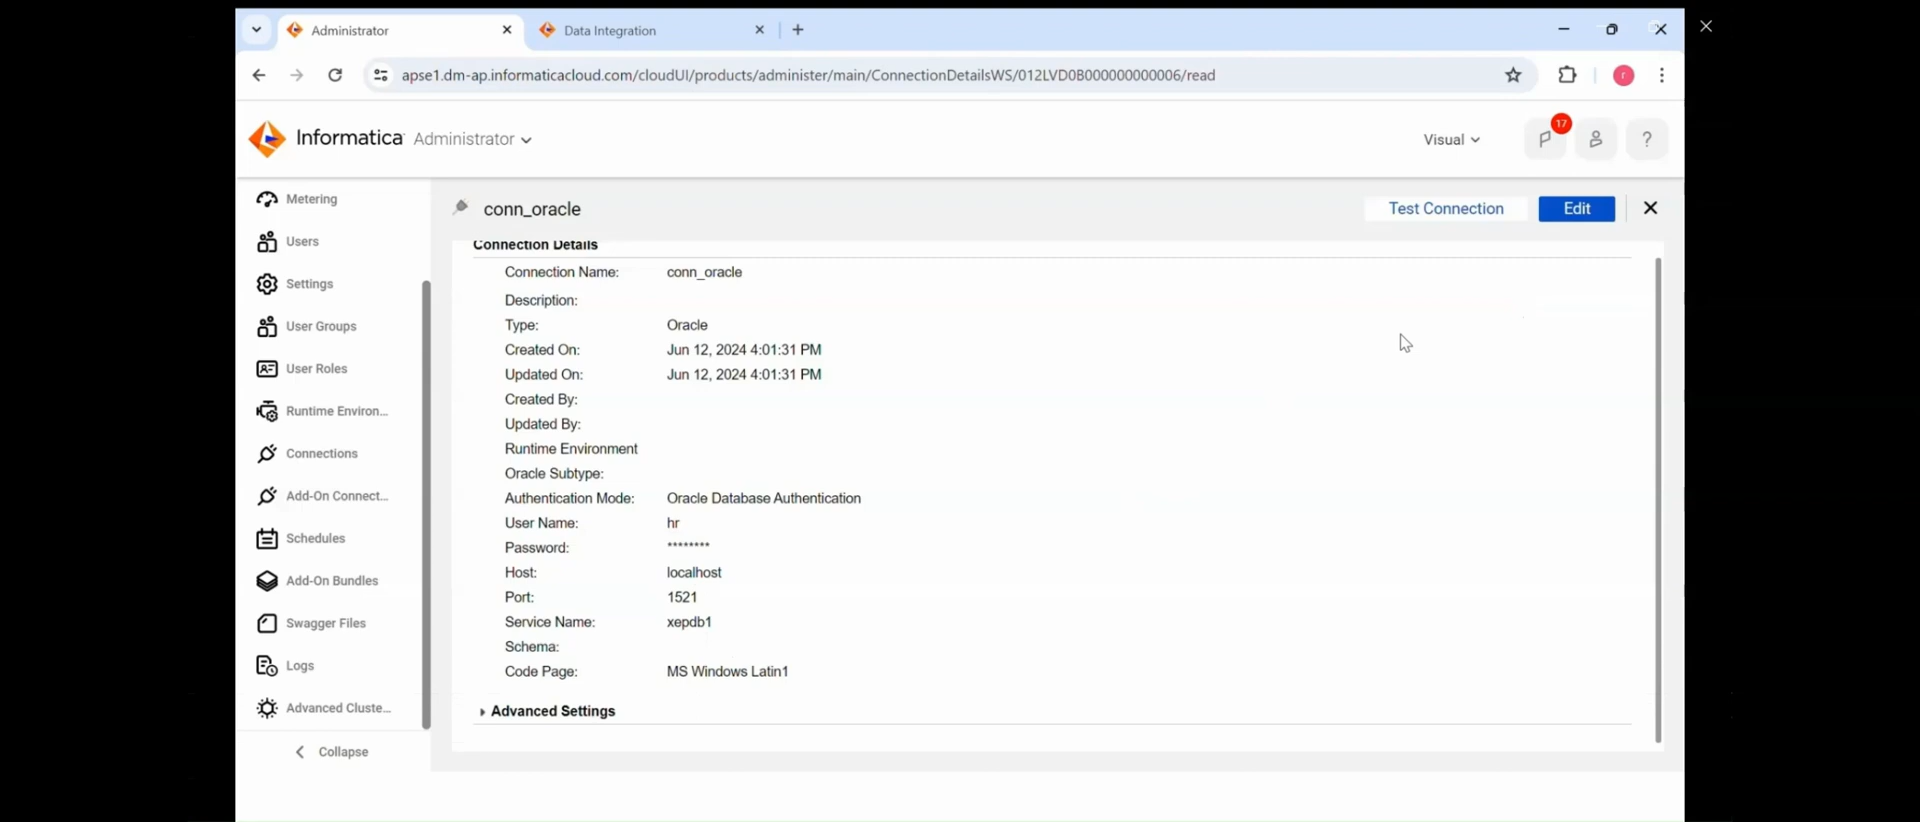 Administrator
Data Integration
apse1.dm-ap.informaticacloud.com/cloudUI/products/administer/main/ConnectionDetailsWS/012LVD0B000000000006/read
r
Informatica Administrator
Visual
17
?
Metering
Users
Settings
User Groups
User Roles
Runtime Environ...
Connections
Add-On Connect...
Schedules
Add-On Bundles
Swagger Files
Logs
Advanced Cluste...
Collapse
conn_oracle
Test Connection
Edit
Connection Details
Connection Name: conn_oracle
Description:
Type: Oracle
Created On: Jun 12, 2024 4:01:31 PM
Updated On: Jun 12, 2024 4:01:31 PM
Created By:
Updated By:
Runtime Environment
Oracle Subtype:
Authentication Mode: Oracle Database Authentication
User Name: hr
Password: ********
Host: localhost
Port: 1521
Service Name: xepdb1
Schema:
Code Page: MS Windows Latin1
Advanced Settings